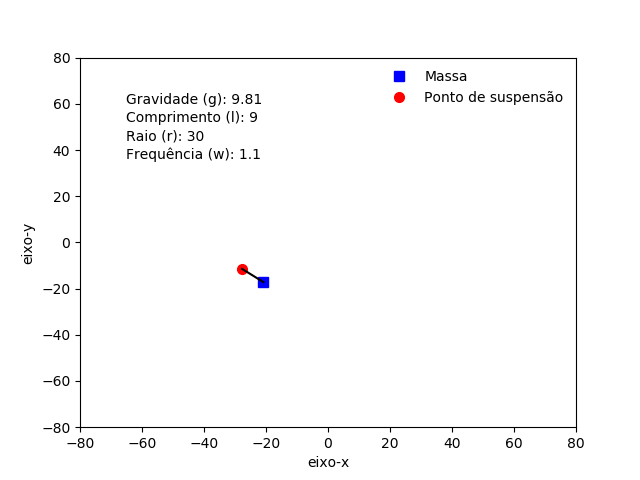 Massa
Ponto de suspensão
Gravidade (g): 9.81
Comprimento (l): 9
Raio (r): 30
Frequência (w): 1.1
80
60
40
20
0
−20
−40
−60
−80
eixo-y
−80
−60
−40
−20
0
20
40
60
80
eixo-x